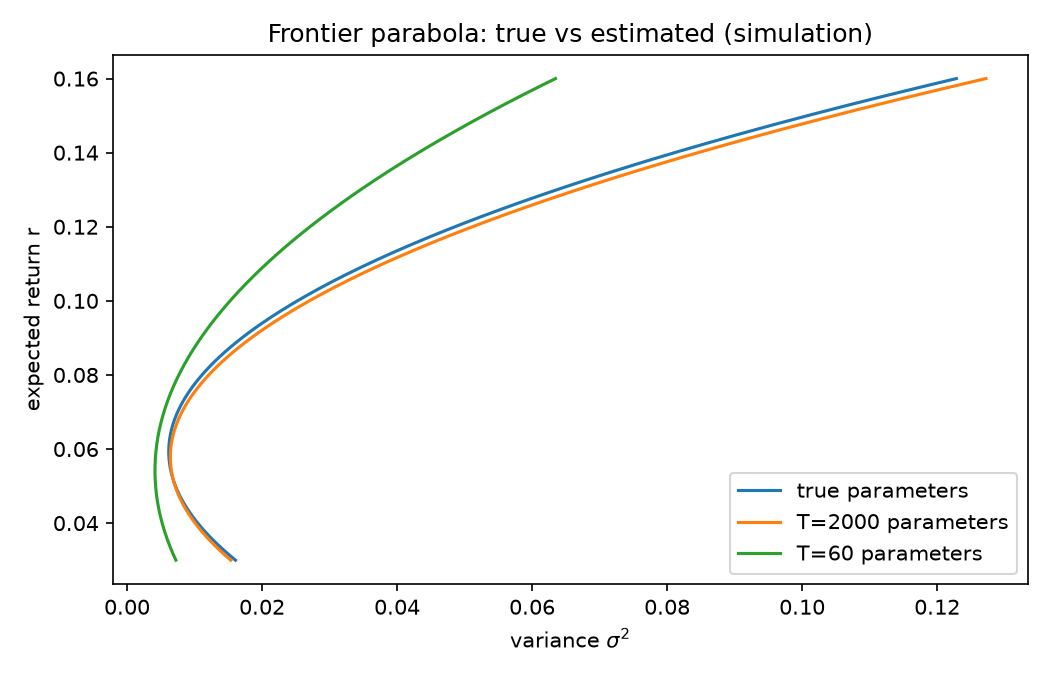 Frontier parabola: true vs estimated (simulation)
expected return r
0.16
0.14
0.12
0.10
0.08
0.06
0.04
0.00 0.02 0.04 0.06 0.08 0.10 0.12
variance σ²
true parameters
T=2000 parameters
T=60 parameters